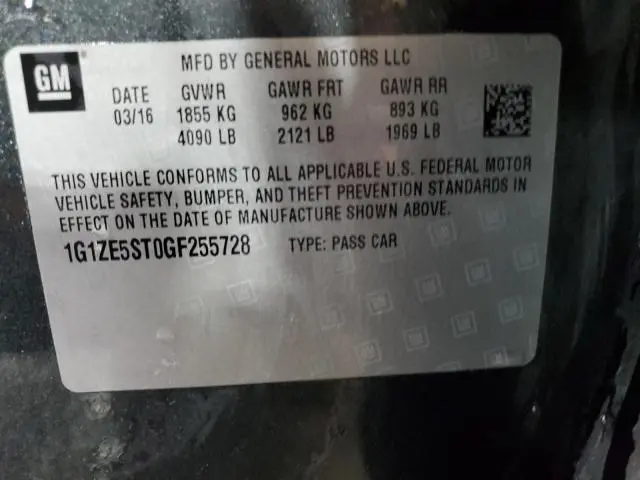 GM
MFD BY GENERAL MOTORS LLC
DATE GVWR GAWR FRT GAWR RR
03/16 1855 KG 962 KG 893 KG
4090 LB 2121 LB 1969 LB
THIS VEHICLE CONFORMS TO ALL APPLICABLE U.S. FEDERAL MOTOR
VEHICLE SAFETY, BUMPER, AND THEFT PREVENTION STANDARDS IN
EFFECT ON THE DATE OF MANUFACTURE SHOWN ABOVE.
1G1ZE5ST0GF255728 TYPE: PASS CAR